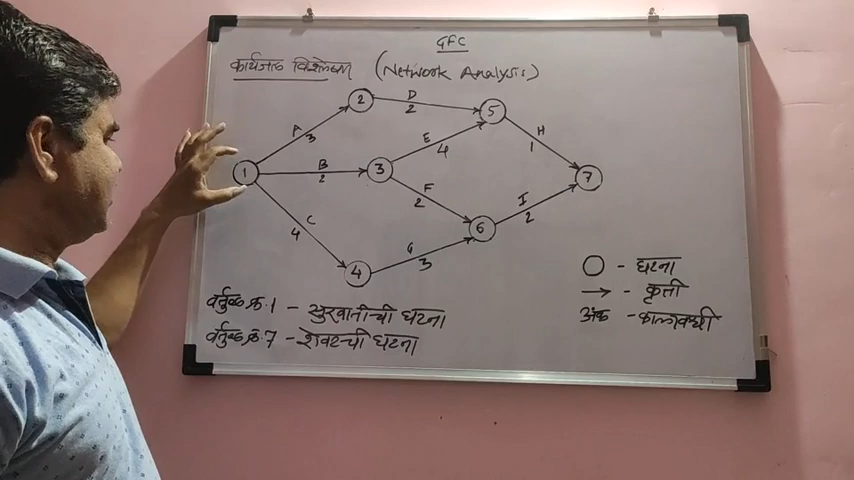 GFC
कार्यजाळ विश्लेषण (Network Analysis)
2 D 2 5
A 3 E 4 H 1
1 B 2 3 7
F 2 I 2
C 4 6
4 G 3
○ - घटना
→ - कृती
अंक - कालावधी
वर्तुळ क्र.1 - सुरवातीची घटना
वर्तुळ क्र.7 - शेवटची घटना